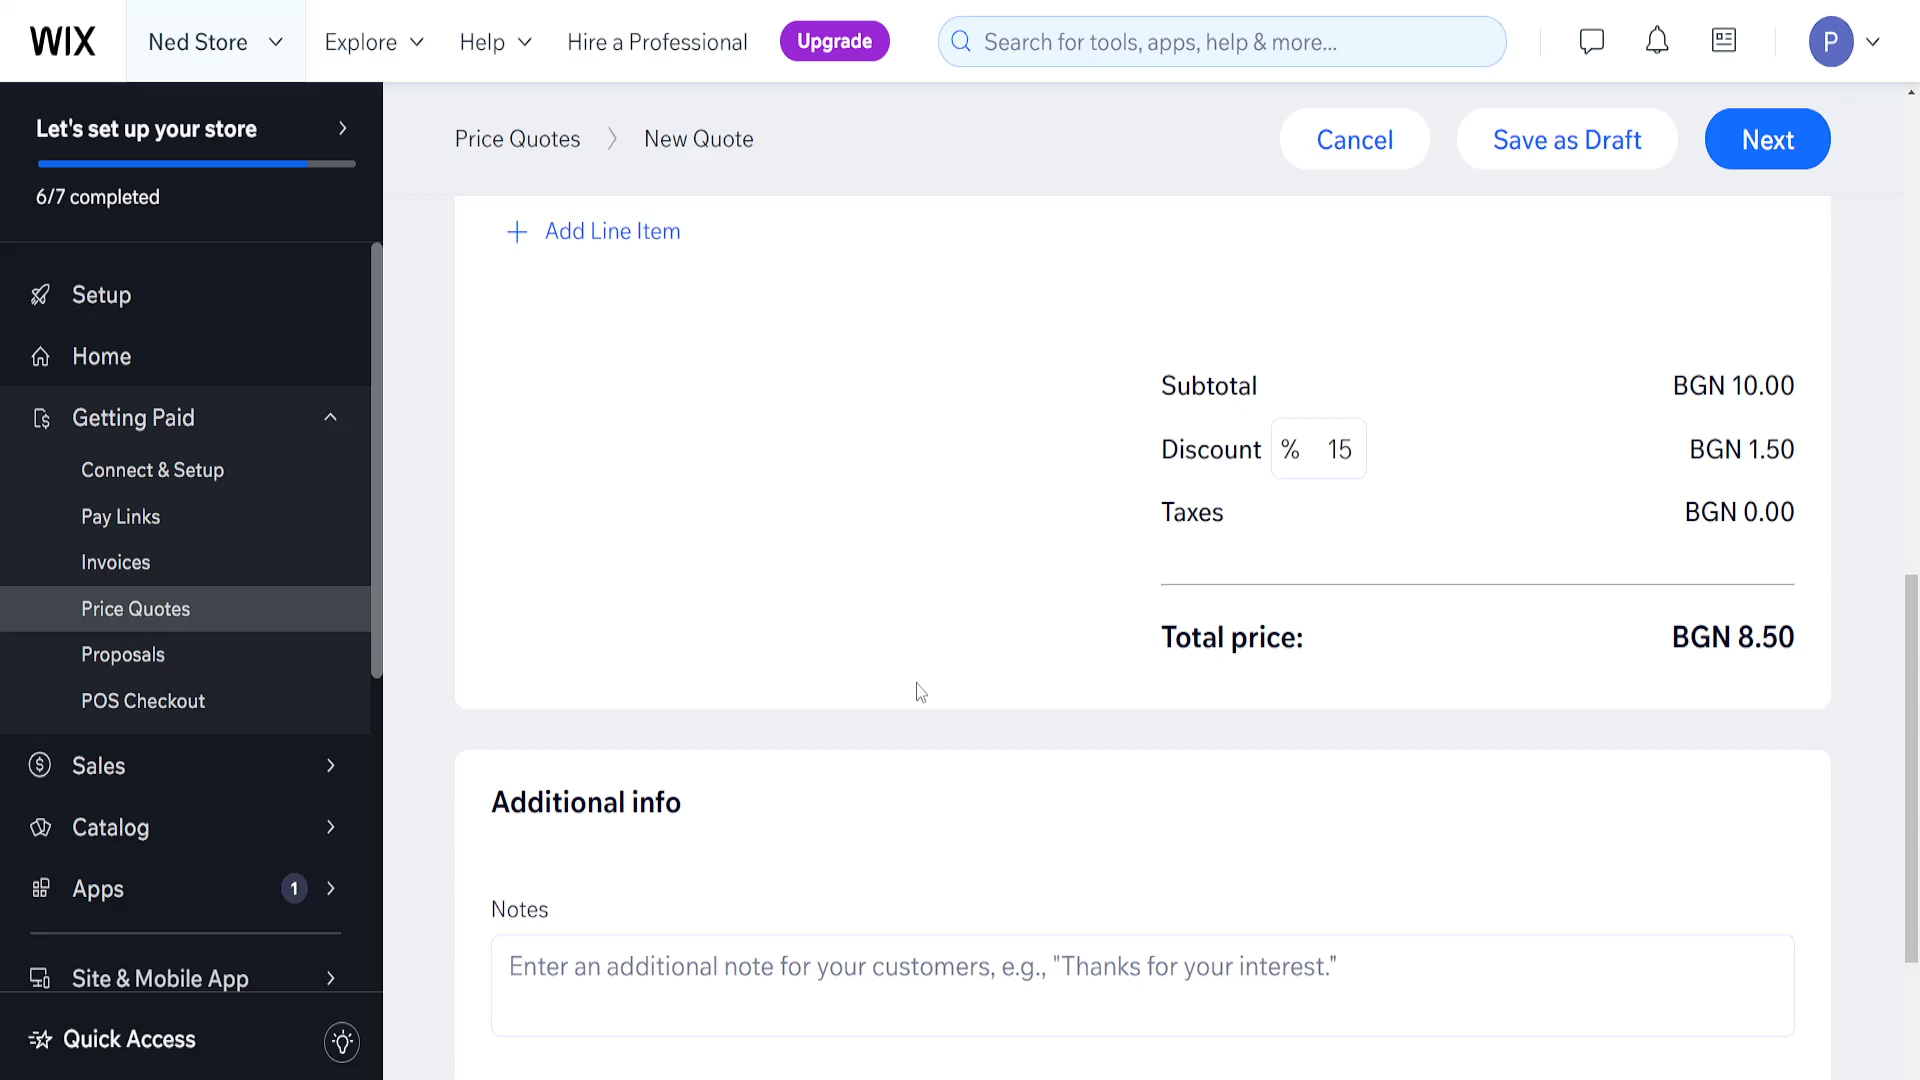 WIX
Ned Store
Explore
Help
Hire a Professional
Upgrade
Search for tools, apps, help & more...
P
Let's set up your store
6/7 completed
Setup
Home
Getting Paid
Connect & Setup
Pay Links
Invoices
Price Quotes
Proposals
POS Checkout
Sales
Catalog
Apps 1
Site & Mobile App
Quick Access
Price Quotes > New Quote
Cancel
Save as Draft
Next
+ Add Line Item
Subtotal BGN 10.00
Discount % 15 BGN 1.50
Taxes BGN 0.00
Total price: BGN 8.50
Additional info
Notes
Enter an additional note for your customers, e.g., "Thanks for your interest."